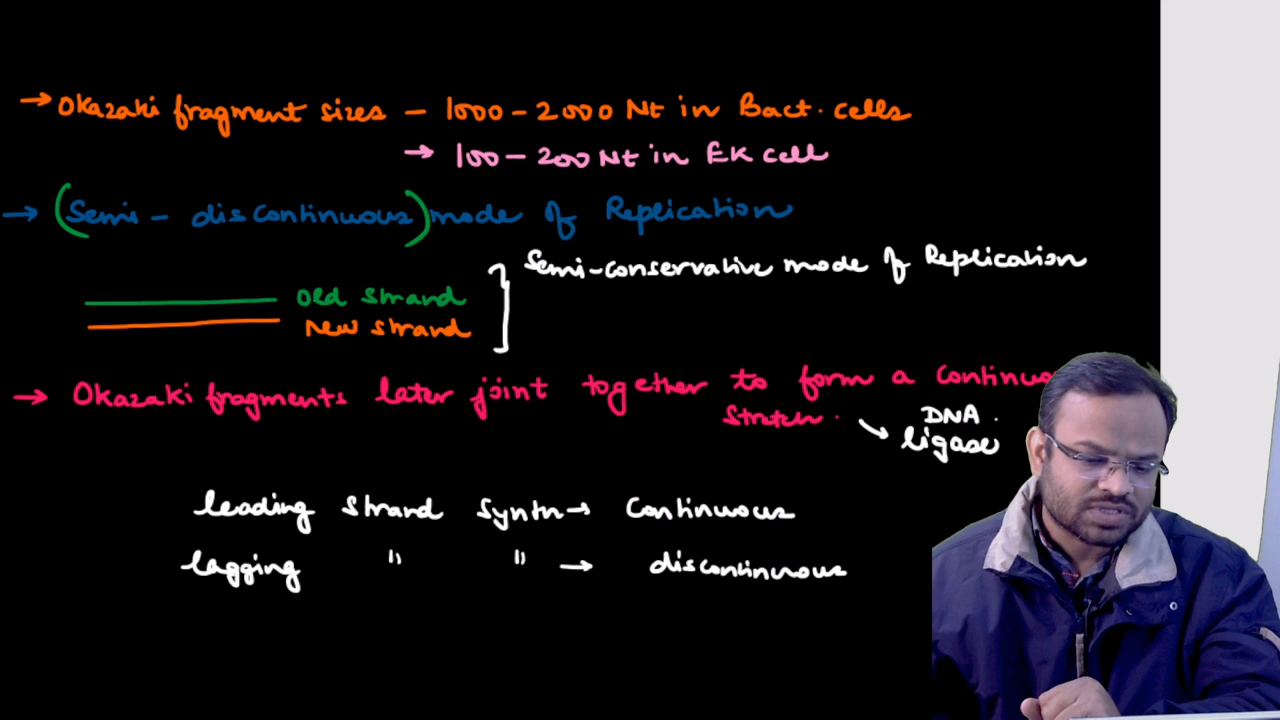 → Okazaki fragment sizes - 1000 - 2000 Nt in Bact. cells
→ 100 - 200 Nt in EK cell
→ (Semi - discontinuous) mode of Replication
Semi-conservative mode of Replication
Old strand
New strand
→ Okazaki fragments later joint together to form a continuo
stretch.
DNA
ligase
leading strand synth → Continuous
lagging " " → discontinuous